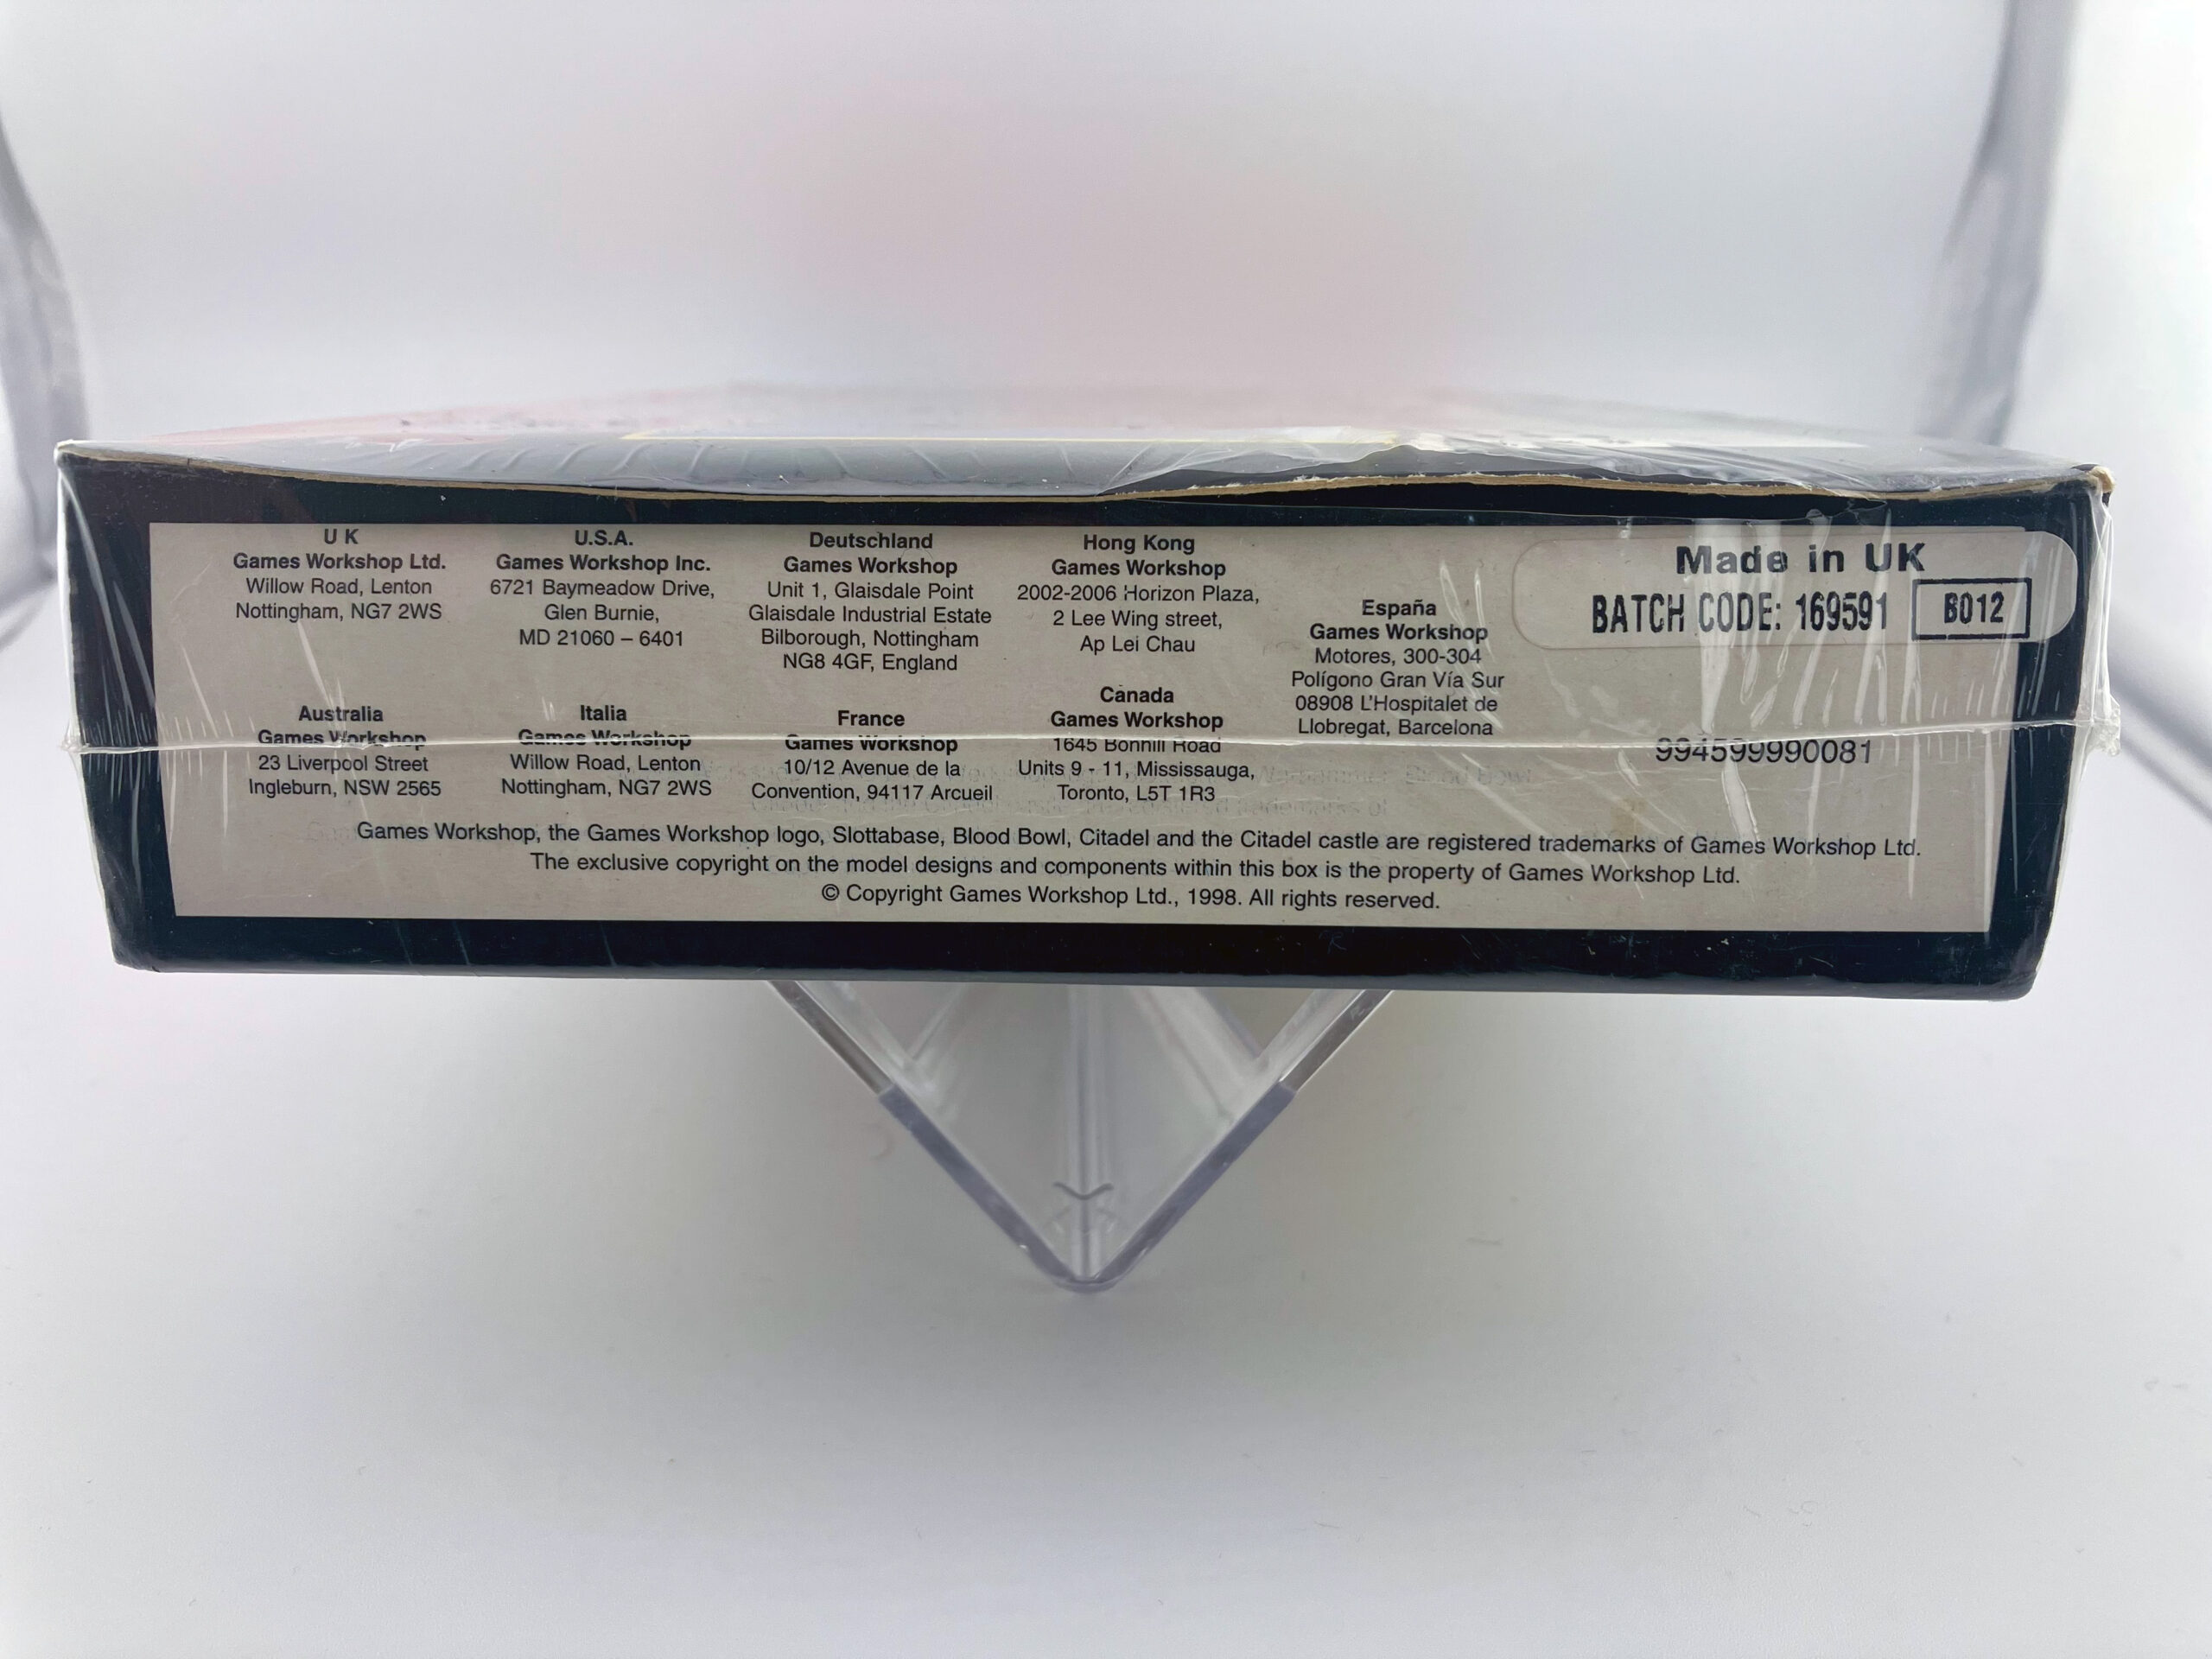 U K
Games Workshop Ltd.
Willow Road, Lenton
Nottingham, NG7 2WS
U.S.A.
Games Workshop Inc.
6721 Baymeadow Drive,
Glen Burnie,
MD 21060 – 6401
Deutschland
Games Workshop
Unit 1, Glaisdale Point
Glaisdale Industrial Estate
Bilborough, Nottingham
NG8 4GF, England
Hong Kong
Games Workshop
2002-2006 Horizon Plaza,
2 Lee Wing street,
Ap Lei Chau
España
Games Workshop
Motores, 300-304
Polígono Gran Vía Sur
08908 L'Hospitalet de
Llobregat, Barcelona
Made in UK
BATCH CODE: 169591 B012
Australia
Games Workshop
23 Liverpool Street
Ingleburn, NSW 2565
Italia
Games Workshop
Willow Road, Lenton
Nottingham, NG7 2WS
France
Games Workshop
10/12 Avenue de la
Convention, 94117 Arcueil
Canada
Games Workshop
1645 Bonhill Road
Units 9 - 11, Mississauga,
Toronto, L5T 1R3
994599990081
Games Workshop, the Games Workshop logo, Slottabase, Blood Bowl, Citadel and the Citadel castle are registered trademarks of Games Workshop Ltd.
The exclusive copyright on the model designs and components within this box is the property of Games Workshop Ltd.
© Copyright Games Workshop Ltd., 1998. All rights reserved.